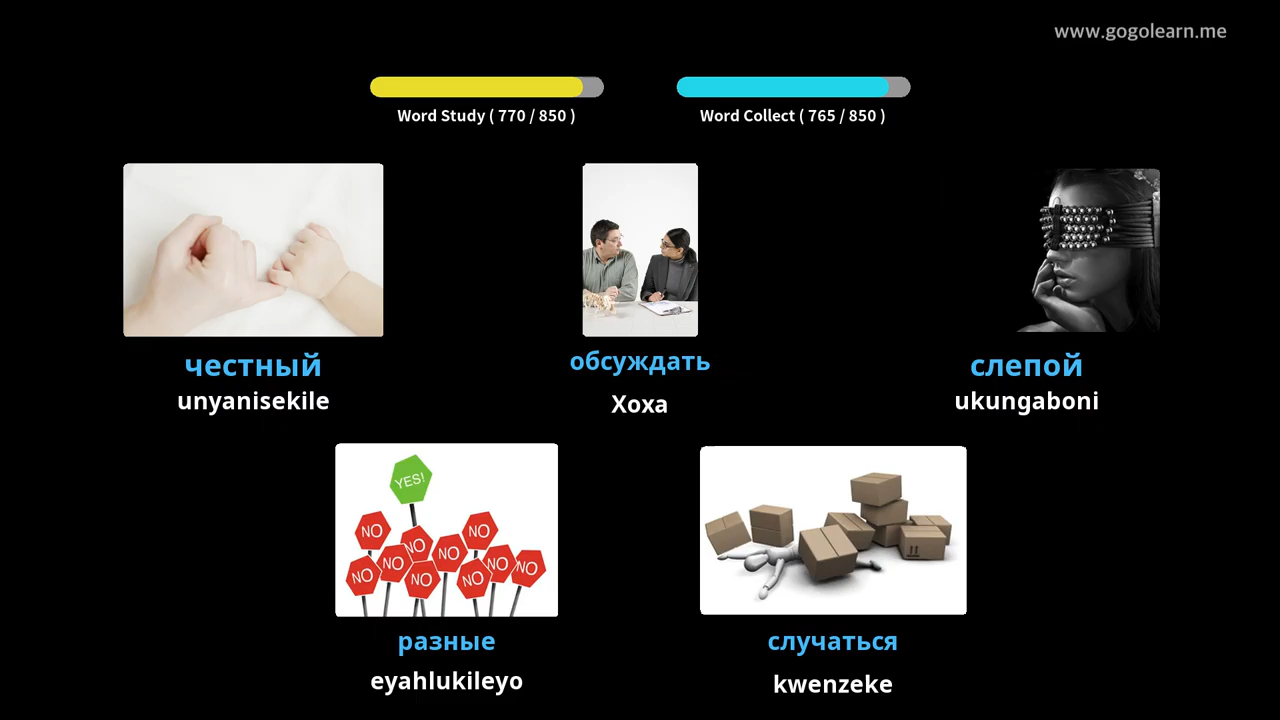 www.gogolearn.me
Word Study ( 770 / 850 )
Word Collect ( 765 / 850 )
честный
unyanisekile
обсуждать
Xoxa
слепой
ukungaboni
YES!
NO
NO
NO
NO
NO
NO
NO
NO
NO
NO
разные
eyahlukileyo
случаться
kwenzeke